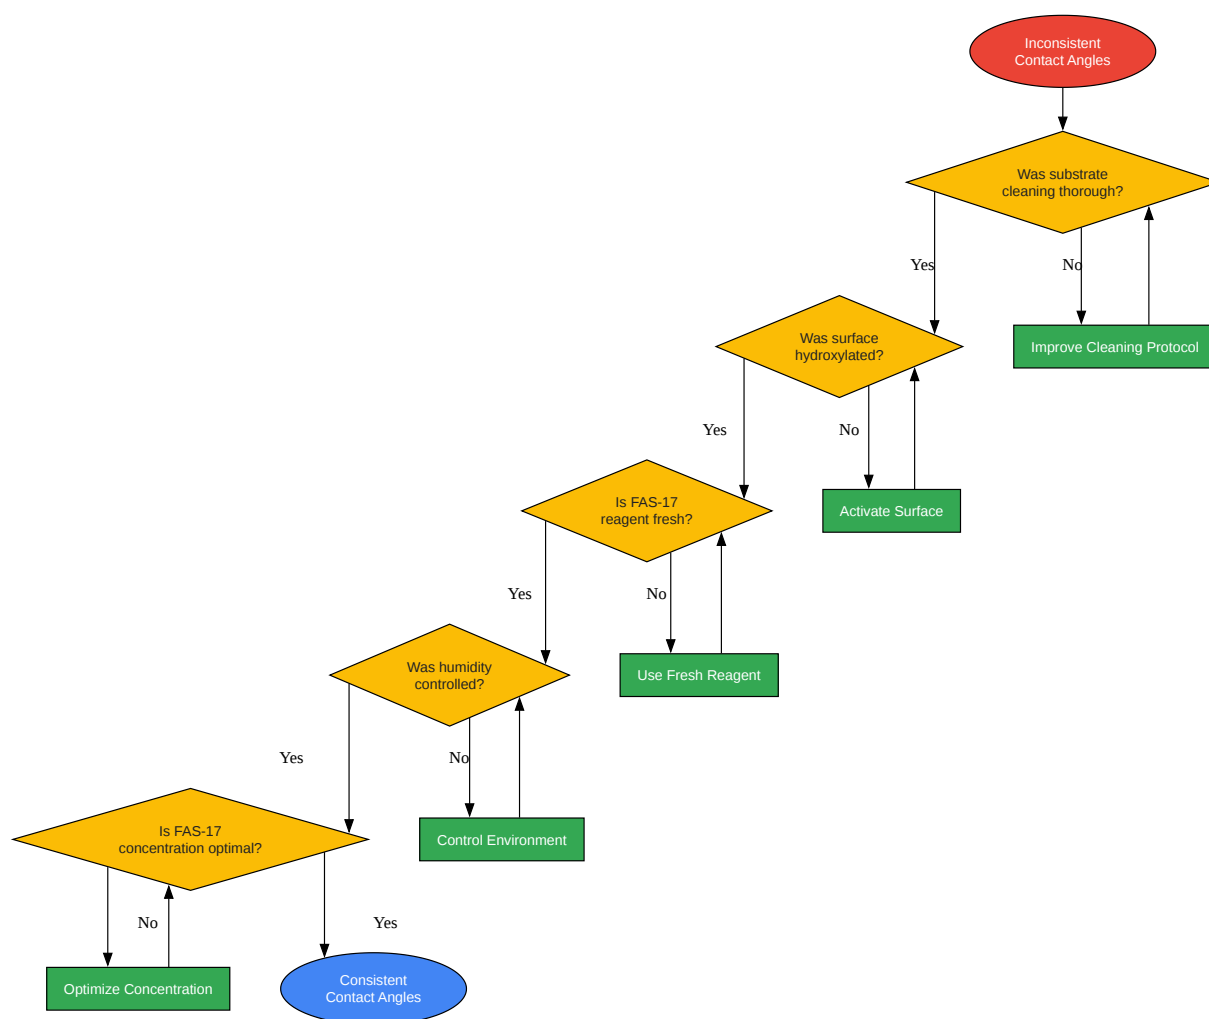 Inconsistent
Contact Angles
Was substrate
cleaning thorough?
Yes
No
Was surface
hydroxylated?
Improve Cleaning Protocol
Yes
No
Is FAS-17
reagent fresh?
Activate Surface
Yes
No
Was humidity
controlled?
Use Fresh Reagent
Yes
No
Is FAS-17
concentration optimal?
Control Environment
No
Yes
Optimize Concentration
Consistent
Contact Angles